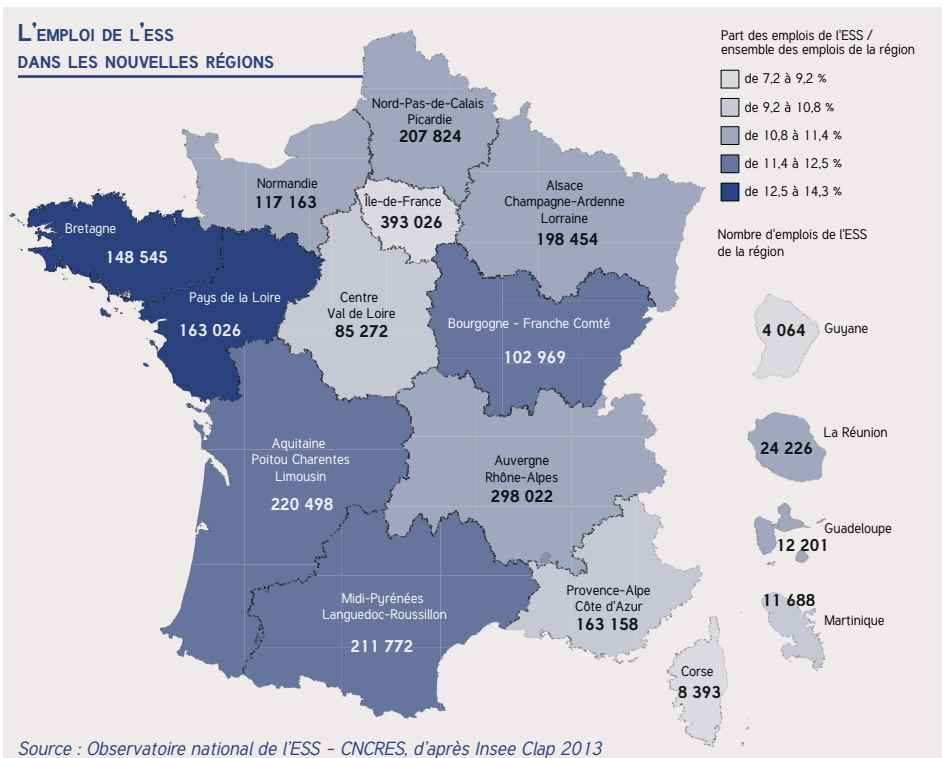 L'EMPLOI DE L'ESS
DANS LES NOUVELLES RÉGIONS
Part des emplois de l'ESS /
ensemble des emplois de la région
de 7,2 à 9,2 %
de 9,2 à 10,8 %
de 10,8 à 11,4 %
de 11,4 à 12,5 %
de 12,5 à 14,3 %
Nombre d'emplois de l'ESS
de la région
Nord-Pas-de-Calais
Picardie
207 824
Normandie
117 163
Île-de-France
393 026
Alsace
Champagne-Ardenne
Lorraine
198 454
Bretagne
148 545
Pays de la Loire
163 026
Centre
Val de Loire
85 272
Bourgogne - Franche Comté
102 969
Aquitaine
Poitou Charentes
Limousin
220 498
Auvergne
Rhône-Alpes
298 022
Midi-Pyrénées
Languedoc-Roussillon
211 772
Provence-Alpe
Côte d'Azur
163 158
Corse
8 393
4 064
Guyane
La Réunion
24 226
Guadeloupe
12 201
11 688
Martinique
Source : Observatoire national de l'ESS - CNCRES, d'après Insee Clap 2013